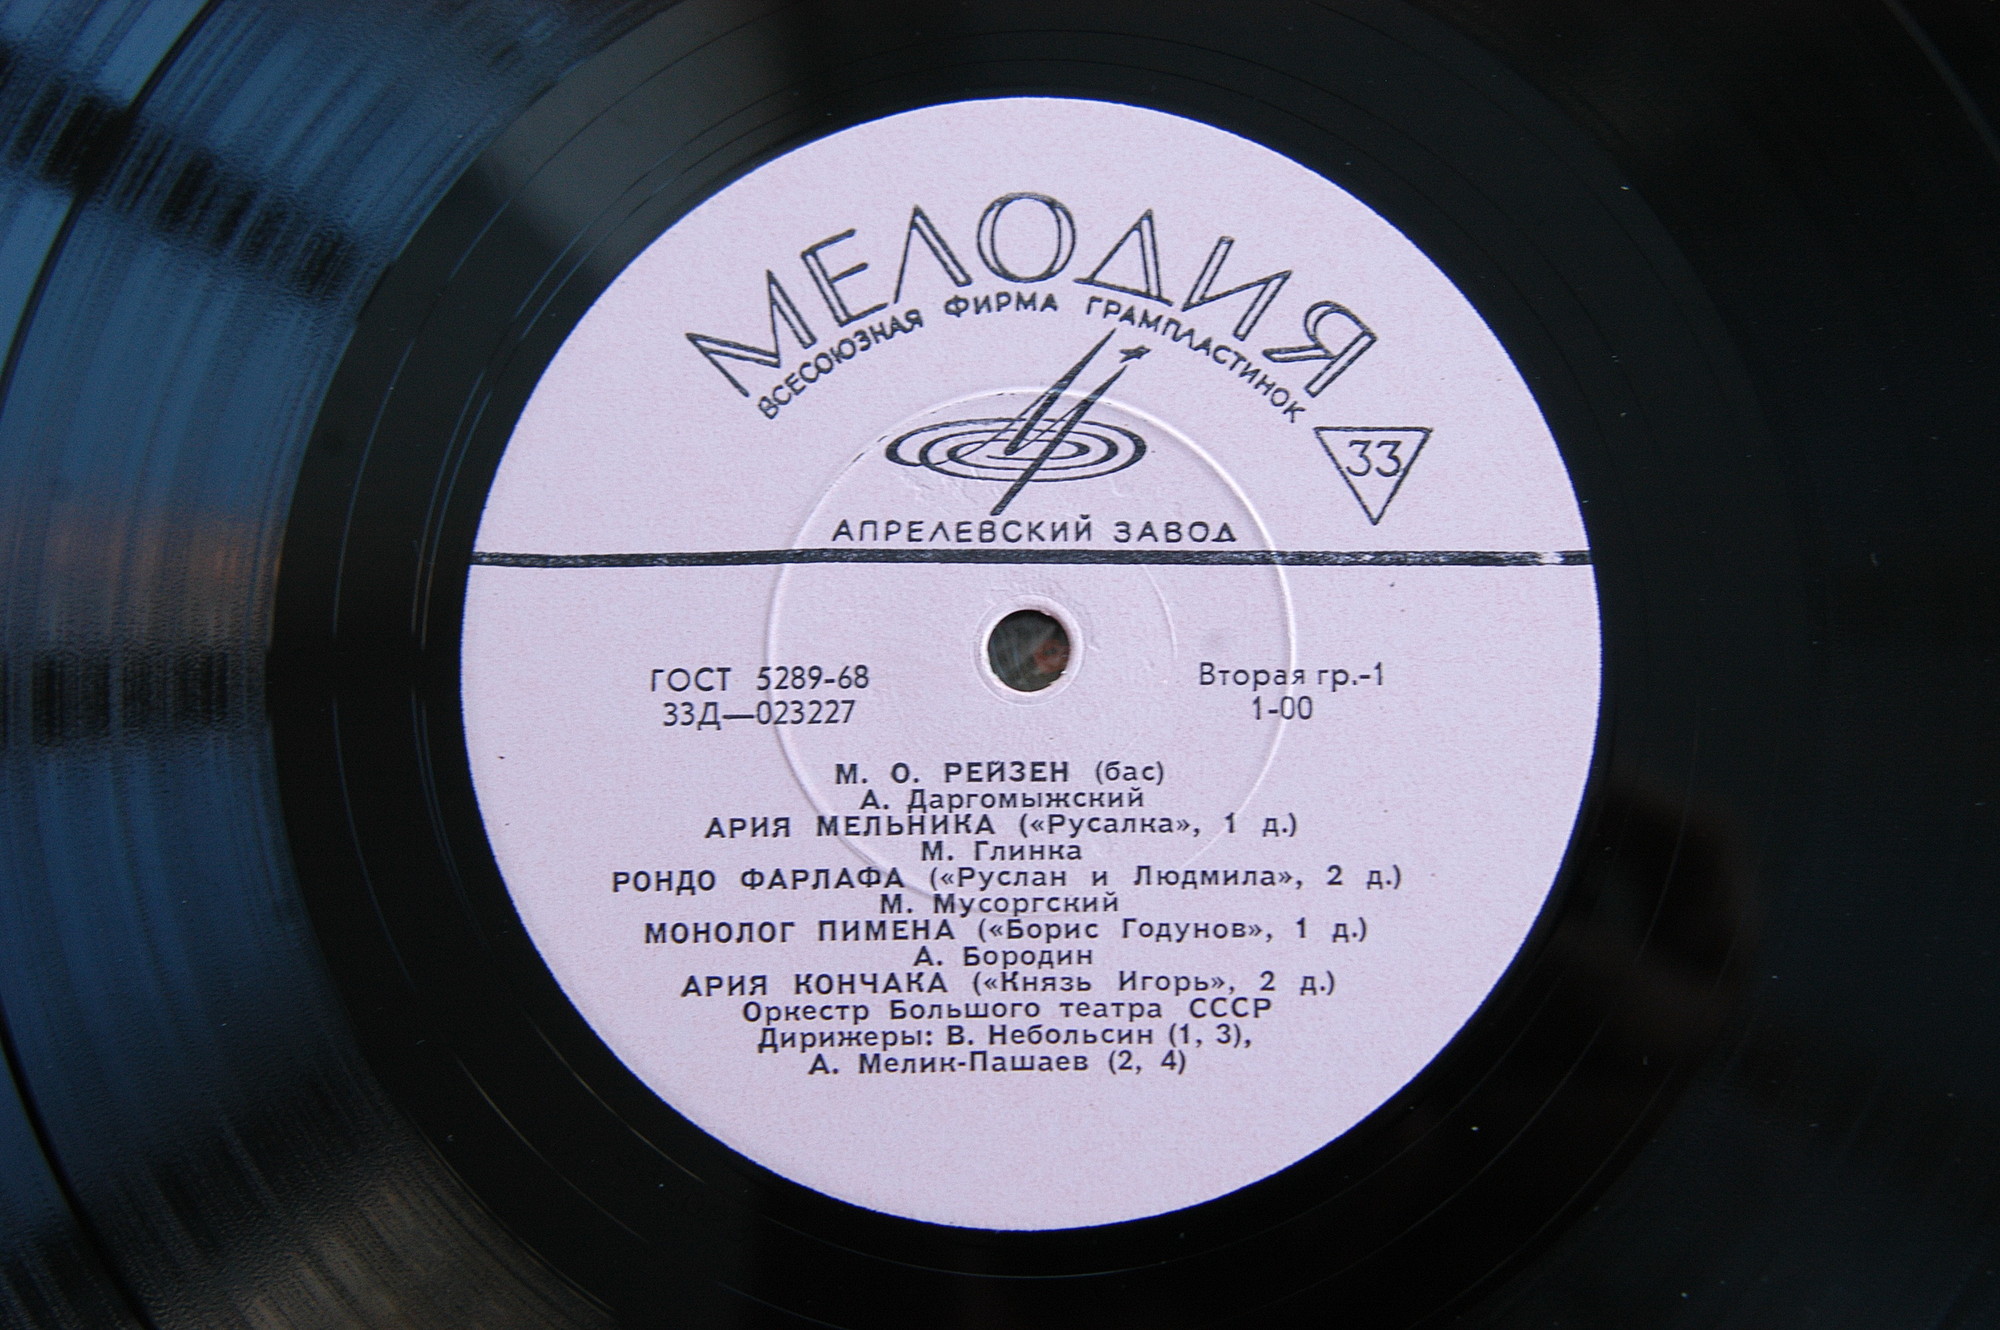 МЕЛОДИЯ
ВСЕСОЮЗНАЯ ФИРМА ГРАМПЛАСТИНОК
33
АПРЕЛЕВСКИЙ ЗАВОД
ГОСТ 5289-68
33Д—023227
Вторая гр.-1
1-00
М. О. РЕЙЗЕН (бас)
А. Даргомыжский
АРИЯ МЕЛЬНИКА («Русалка», 1 д.)
М. Глинка
РОНДО ФАРЛАФА («Руслан и Людмила», 2 д.)
М. Мусоргский
МОНОЛОГ ПИМЕНА («Борис Годунов», 1 д.)
А. Бородин
АРИЯ КОНЧАКА («Князь Игорь», 2 д.)
Оркестр Большого театра СССР
Дирижеры: В. Небольсин (1, 3),
А. Мелик-Пашаев (2, 4)